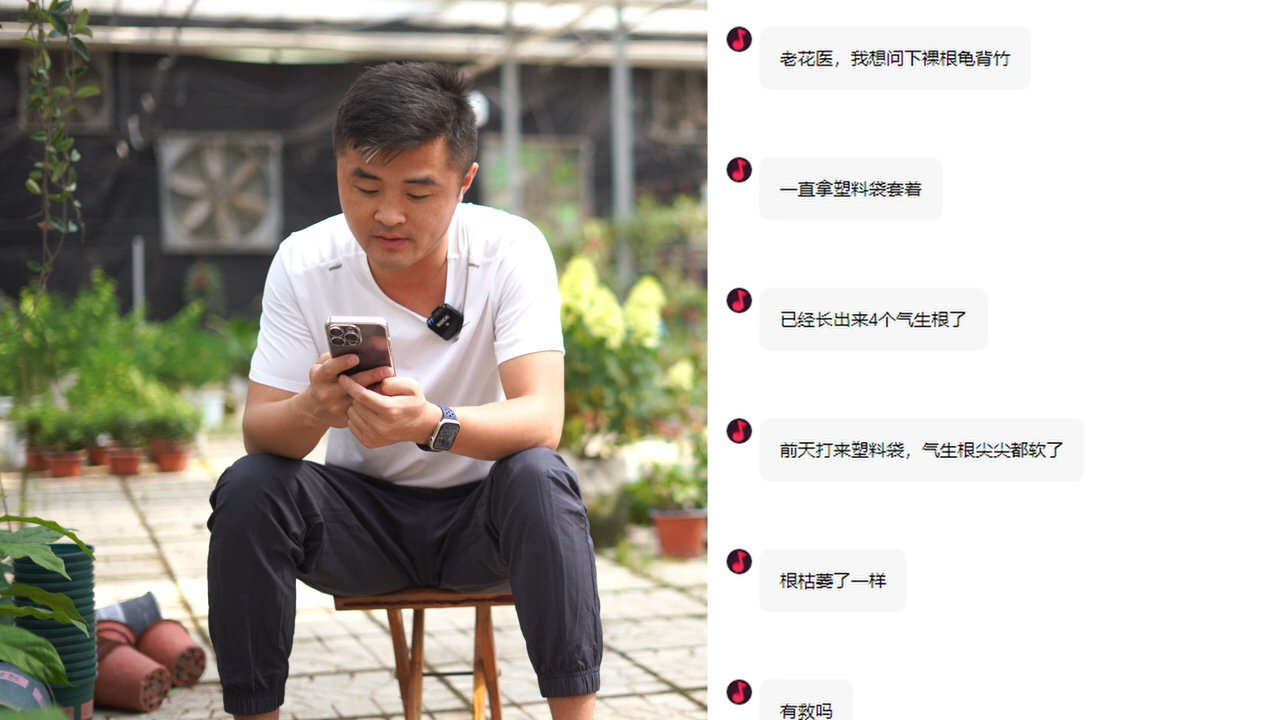 老花医，我想问下裸根龟背竹
一直拿塑料袋套着
已经长出来4个气生根了
前天打来塑料袋，气生根尖尖都软了
根枯萎了一样
有救吗